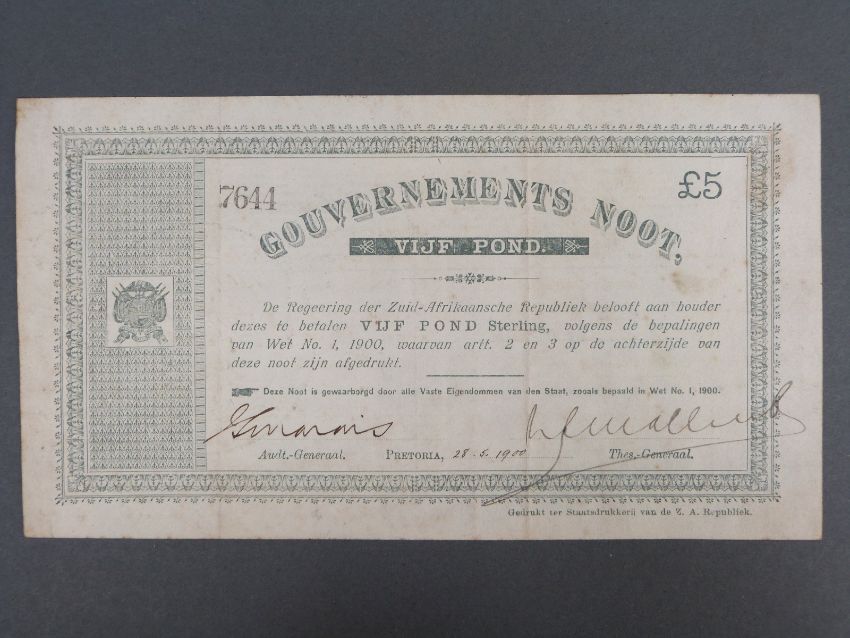 7644
£5
GOUVERNEMENTS NOOT,
VIJF POND.
De Regeering der Zuid-Afrikaansche Republiek belooft aan houder
dezes te betalen VIJF POND Sterling, volgens de bepalingen
van Wet No. 1, 1900, waarvan artt. 2 en 3 op de achterzijde van
deze noot zijn afgedrukt.
Deze Noot is gewaarborgd door alle Vaste Eigendommen van den Staat, zooals bepaald in Wet No. 1, 1900.
Audt.-Generaal. PRETORIA, 28.5.1900 Thes.-Generaal.
Gedrukt ter Staatsdrukkerij van de Z. A. Republiek.